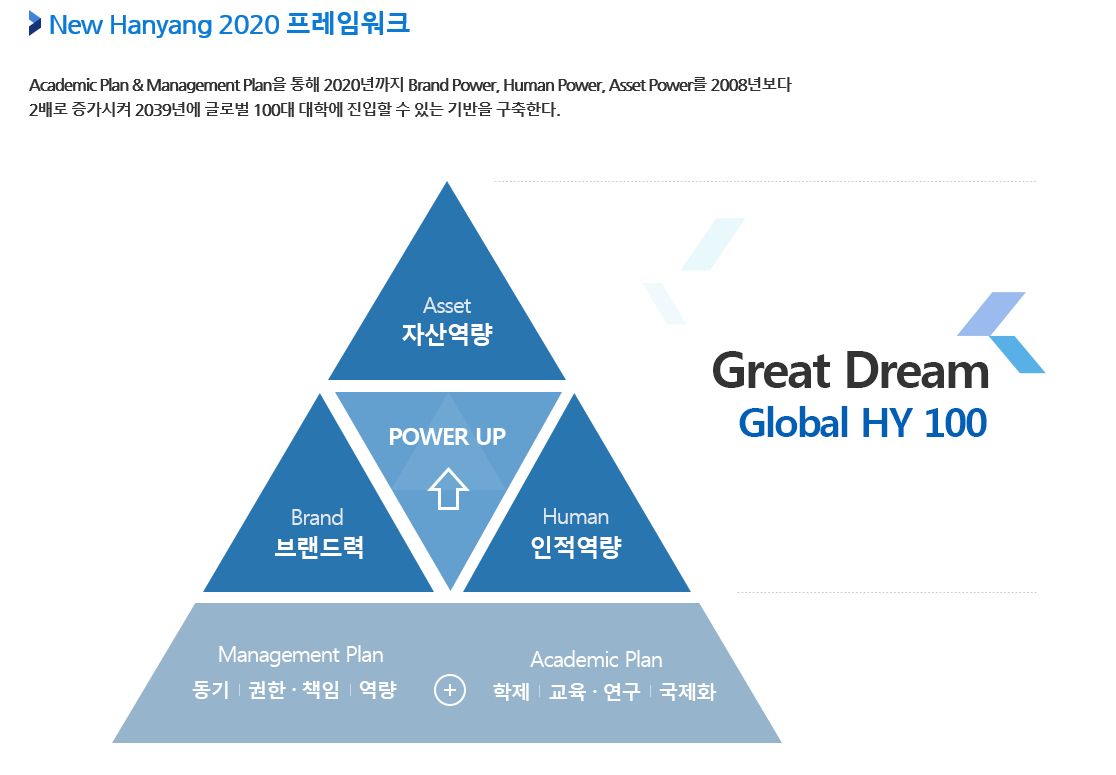 New Hanyang 2020 프레임워크
Academic Plan & Management Plan을 통해 2020년까지 Brand Power, Human Power, Asset Power를 2008년보다
2배로 증가시켜 2039년에 글로벌 100대 대학에 진입할 수 있는 기반을 구축한다.
Asset
자산역량
Great Dream
Global HY 100
POWER UP
Brand
브랜드력
Human
인적역량
Management Plan
동기 | 권한 · 책임 | 역량
+
Academic Plan
학제 | 교육 · 연구 | 국제화